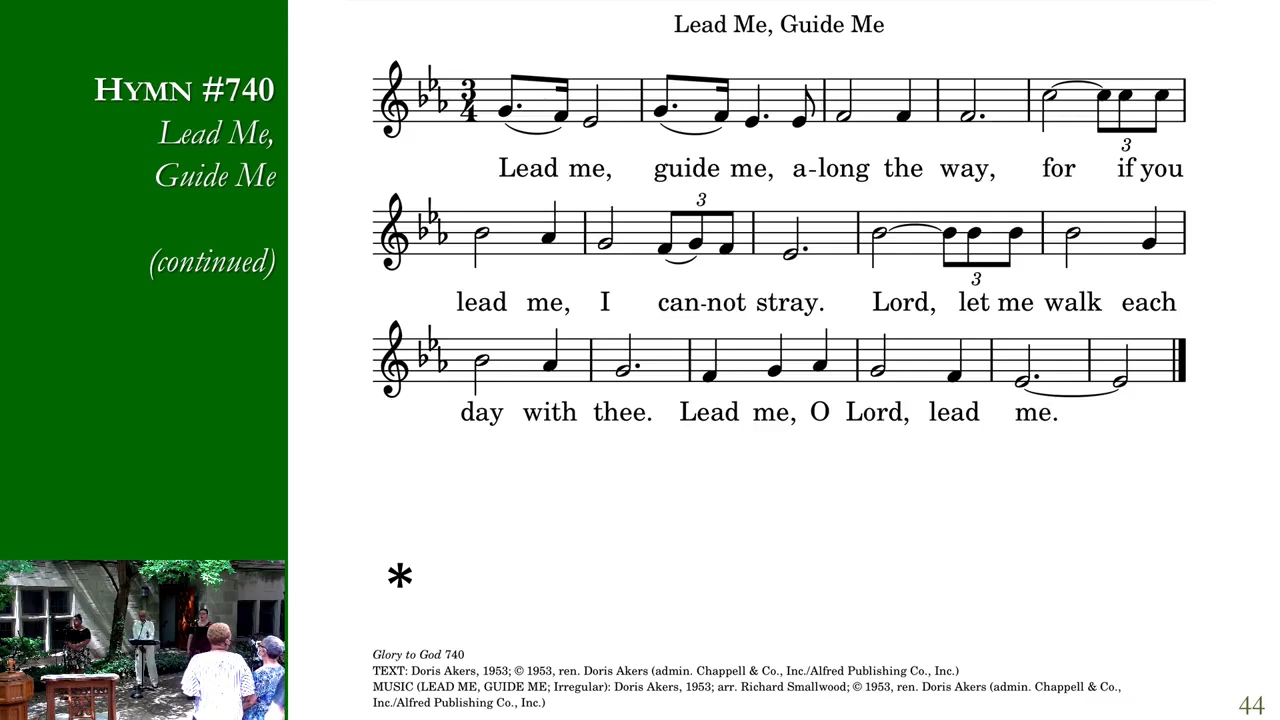 HYMN #740
Lead Me,
Guide Me
(continued)
Lead Me, Guide Me
3
4
3
Lead me, guide me, a-long the way, for if you
3
3
lead me, I can-not stray. Lord, let me walk each
day with thee. Lead me, O Lord, lead me.
*
Glory to God 740
TEXT: Doris Akers, 1953; © 1953, ren. Doris Akers (admin. Chappell & Co., Inc./Alfred Publishing Co., Inc.)
MUSIC (LEAD ME, GUIDE ME; Irregular): Doris Akers, 1953; arr. Richard Smallwood; © 1953, ren. Doris Akers (admin. Chappell & Co.,
Inc./Alfred Publishing Co., Inc.)
44